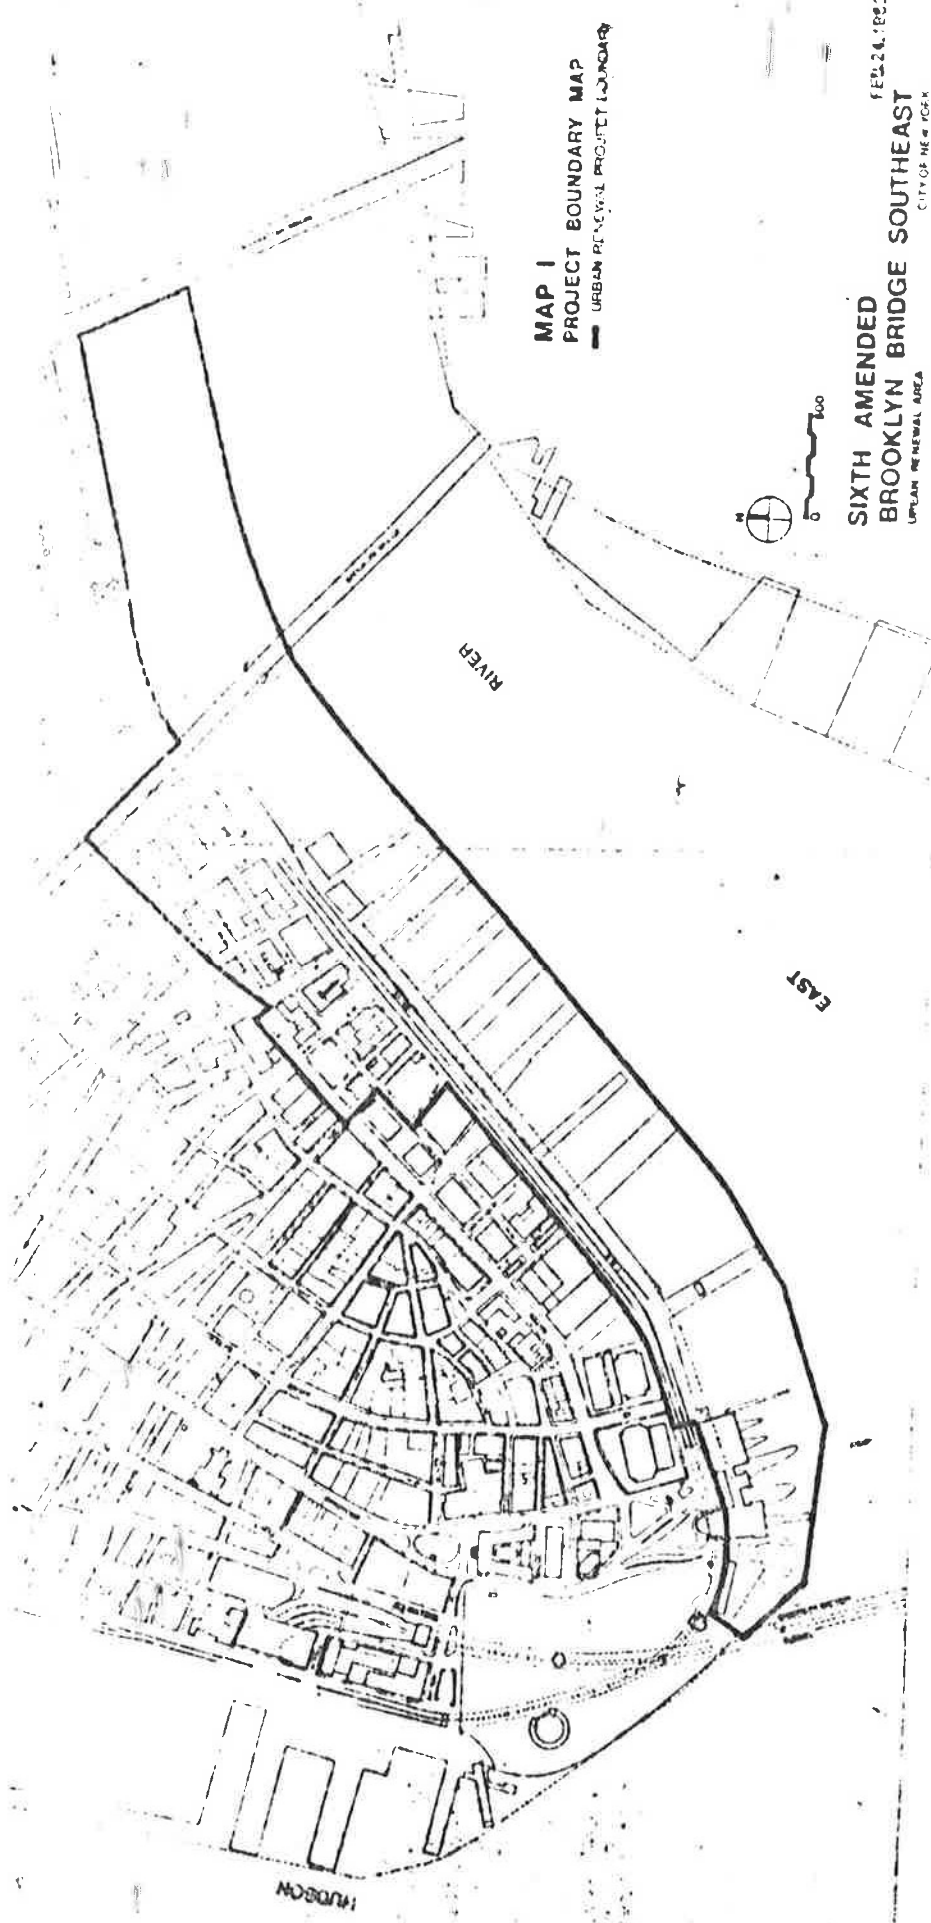 MAP I
PROJECT BOUNDARY MAP
URBAN RENEWAL PROJECT BOUNDARY
N
0
SIXTH AMENDED
BROOKLYN BRIDGE SOUTHEAST
URBAN RENEWAL AREA
CITY OF NEW YORK
RIVER
EAST
HUDSON